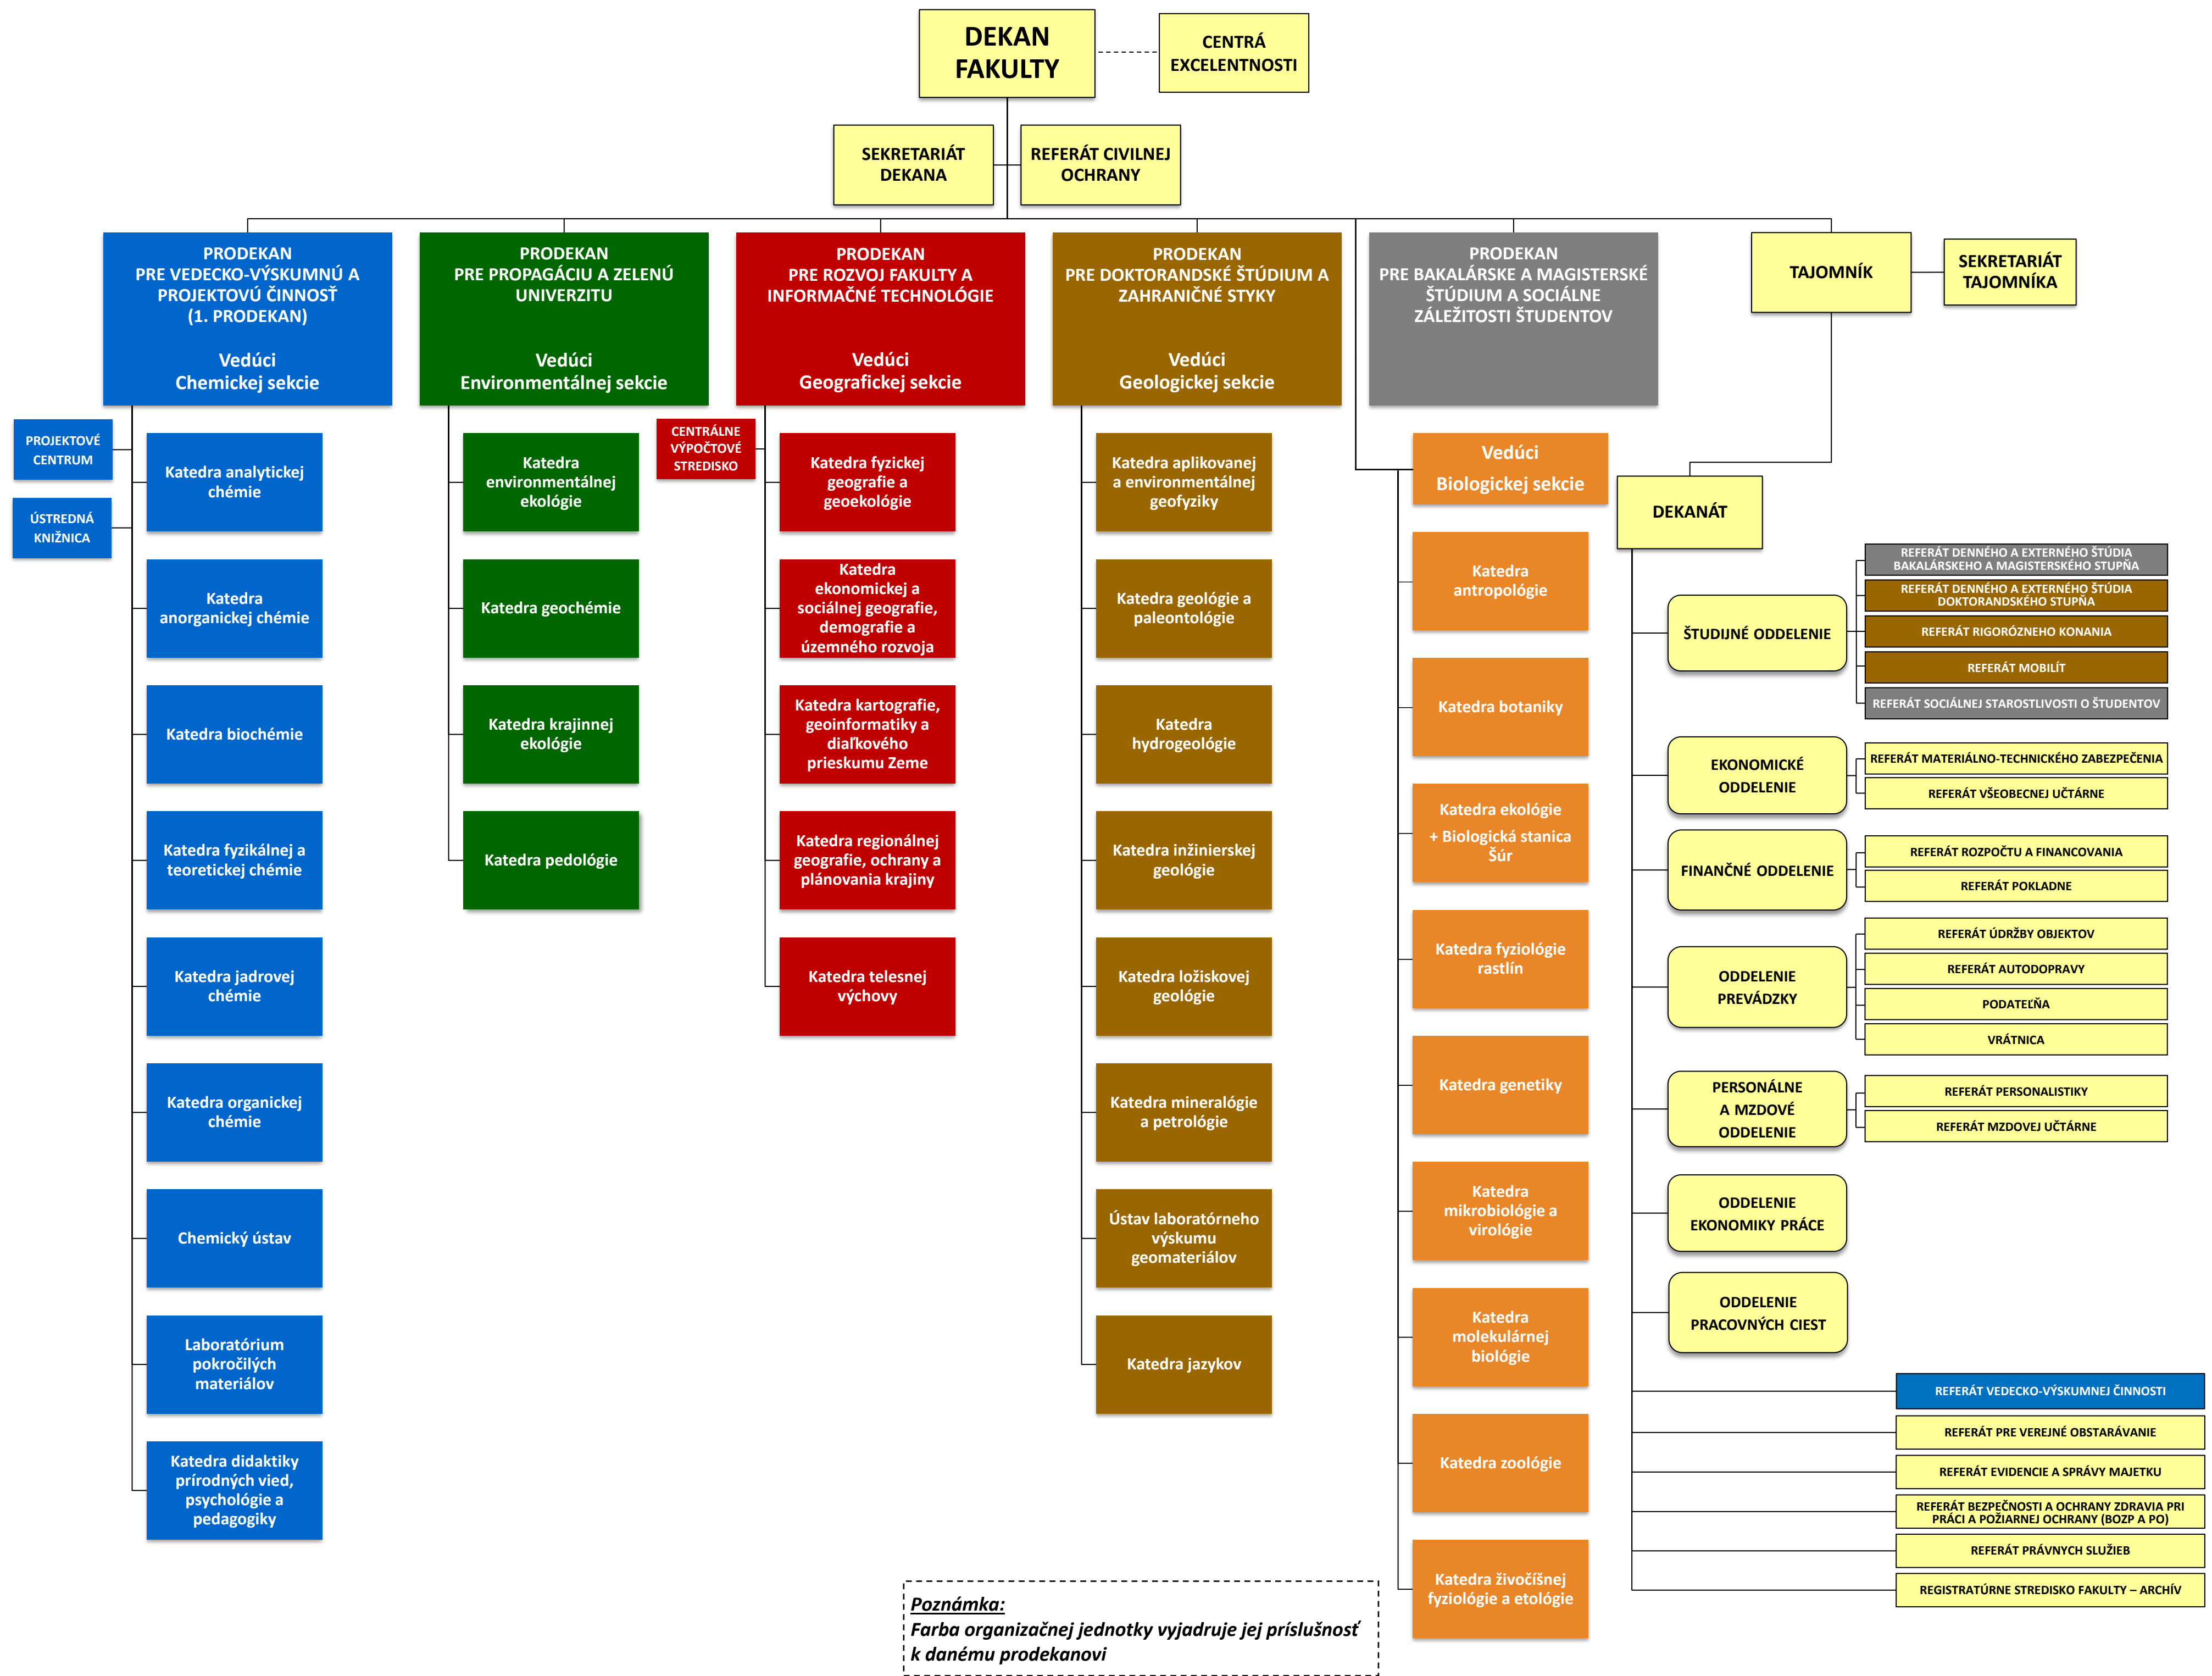 DEKAN
FAKULTY
CENTRÁ
EXCELENTNOSTI
SEKRETARIÁT
DEKANA
REFERÁT CIVILNEJ
OCHRANY
PRODEKAN
PRE VEDECKO-VÝSKUMNÚ A
PROJEKTOVÚ ČINNOSŤ
(1. PRODEKAN)
Vedúci
Chemickej sekcie
PRODEKAN
PRE PROPAGÁCIU A ZELENÚ
UNIVERZITU
Vedúci
Environmentálnej sekcie
PRODEKAN
PRE ROZVOJ FAKULTY A
INFORMAČNÉ TECHNOLÓGIE
Vedúci
Geografickej sekcie
PRODEKAN
PRE DOKTORANDSKÉ ŠTÚDIUM A
ZAHRANIČNÉ STYKY
Vedúci
Geologickej sekcie
PRODEKAN
PRE BAKALÁRSKE A MAGISTERSKÉ
ŠTÚDIUM A SOCIÁLNE
ZÁLEŽITOSTI ŠTUDENTOV
TAJOMNÍK
SEKRETARIÁT
TAJOMNÍKA
PROJEKTOVÉ
CENTRUM
ÚSTREDNÁ
KNIŽNICA
Katedra analytickej
chémie
Katedra
anorganickej chémie
Katedra biochémie
Katedra fyzikálnej a
teoretickej chémie
Katedra jadrovej
chémie
Katedra organickej
chémie
Chemický ústav
Laboratórium
pokročilých
materiálov
Katedra didaktiky
prírodných vied,
psychológie a
pedagogiky
Katedra
environmentálnej
ekológie
Katedra geochémie
Katedra krajinnej
ekológie
Katedra pedológie
CENTRÁLNE
VÝPOČTOVÉ
STREDISKO
Katedra fyzickej
geografie a
geoekológie
Katedra
ekonomickej a
sociálnej geografie,
demografie a
územného rozvoja
Katedra kartografie,
geoinformatiky a
diaľkového
prieskumu Zeme
Katedra regionálnej
geografie, ochrany a
plánovania krajiny
Katedra telesnej
výchovy
Katedra aplikovanej
a environmentálnej
geofyziky
Katedra geológie a
paleontológie
Katedra
hydrogeológie
Katedra inžinierskej
geológie
Katedra ložiskovej
geológie
Katedra mineralógie
a petrológie
Ústav laboratórneho
výskumu
geomateriálov
Katedra jazykov
Vedúci
Biologickej sekcie
Katedra
antropológie
Katedra botaniky
Katedra ekológie
+ Biologická stanica
Šúr
Katedra fyziológie
rastlín
Katedra genetiky
Katedra
mikrobiológie a
virológie
Katedra
molekulárnej
biológie
Katedra zoológie
Katedra živočíšnej
fyziológie a etológie
DEKANÁT
ŠTUDIJNÉ ODDELENIE
REFERÁT DENNÉHO A EXTERNÉHO ŠTÚDIA
BAKALÁRSKEHO A MAGISTERSKÉHO STUPŇA
REFERÁT DENNÉHO A EXTERNÉHO ŠTÚDIA
DOKTORANDSKÉHO STUPŇA
REFERÁT RIGORÓZNEHO KONANIA
REFERÁT MOBILÍT
REFERÁT SOCIÁLNEJ STAROSTLIVOSTI O ŠTUDENTOV
EKONOMICKÉ
ODDELENIE
REFERÁT MATERIÁLNO-TECHNICKÉHO ZABEZPEČENIA
REFERÁT VŠEOBECNEJ UČTÁRNE
FINANČNÉ ODDELENIE
REFERÁT ROZPOČTU A FINANCOVANIA
REFERÁT POKLADNE
ODDELENIE
PREVÁDZKY
REFERÁT ÚDRŽBY OBJEKTOV
REFERÁT AUTODOPRAVY
PODATEĽŇA
VRÁTNICA
PERSONÁLNE
A MZDOVÉ
ODDELENIE
REFERÁT PERSONALISTIKY
REFERÁT MZDOVEJ UČTÁRNE
ODDELENIE
EKONOMIKY PRÁCE
ODDELENIE
PRACOVNÝCH CIEST
REFERÁT VEDECKO-VÝSKUMNEJ ČINNOSTI
REFERÁT PRE VEREJNÉ OBSTARÁVANIE
REFERÁT EVIDENCIE A SPRÁVY MAJETKU
REFERÁT BEZPEČNOSTI A OCHRANY ZDRAVIA PRI
PRÁCI A POŽIARNEJ OCHRANY (BOZP A PO)
REFERÁT PRÁVNYCH SLUŽIEB
REGISTRATÚRNE STREDISKO FAKULTY – ARCHÍV
Poznámka:
Farba organizačnej jednotky vyjadruje jej príslušnosť
k danému prodekanovi